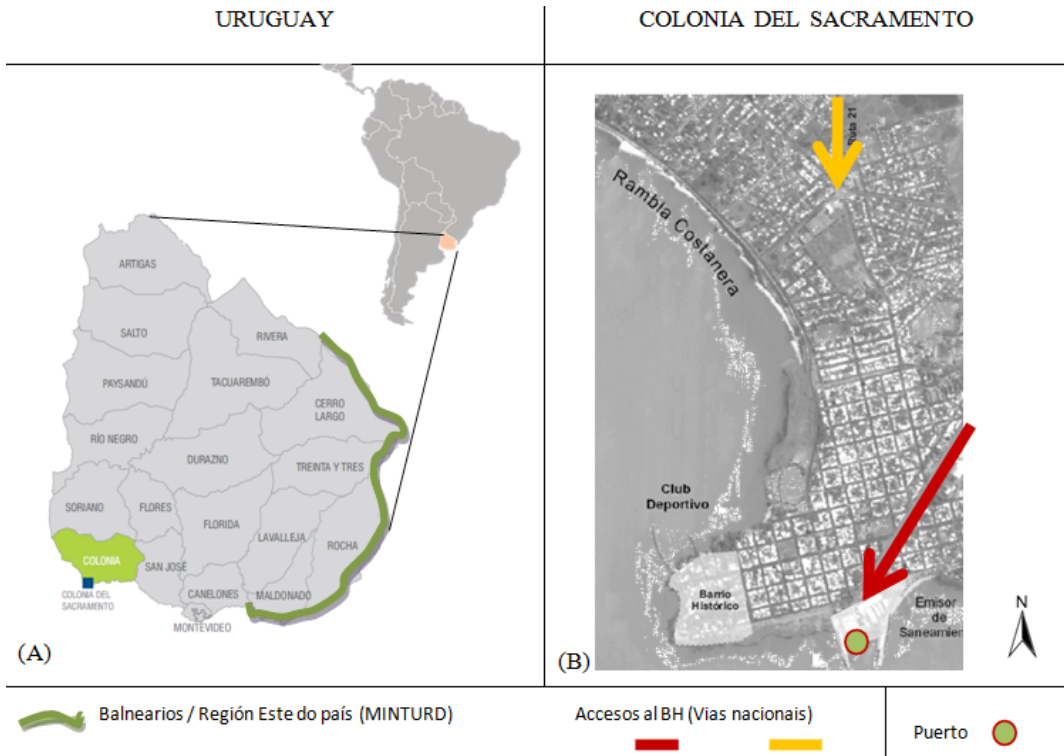 URUGUAY
COLONIA DEL SACRAMENTO
ARTIGAS
SALTO
RIVERA
PAYSANDÚ
TACUAREMBÓ
CERRO
LARGO
RÍO NEGRO
DURAZNO
TREINTA Y TRES
SORIANO
FLORES
FLORIDA
LAVALLEJA
ROCHA
COLONIA
SAN JOSÉ
CANELONES
MALDONADO
COLONIA DEL
SACRAMENTO
MONTEVIDEO
(A)
Ruta 21
Rambla Costanera
Club
Deportivo
Barrio
Histórico
Emisor
de
Saneamien
N
(B)
Balnearios / Región Este do país (MINTURD)
Accesos al BH (Vias nacionais)
Puerto